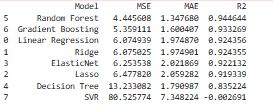 Model MSE MAE R2
5 Random Forest 4.445608 1.347680 0.944644
6 Gradient Boosting 5.359111 1.600407 0.933269
0 Linear Regression 6.074939 1.974870 0.924356
1 Ridge 6.075025 1.974901 0.924355
3 ElasticNet 6.253538 2.021869 0.922132
2 Lasso 6.477820 2.059282 0.919339
4 Decision Tree 13.233082 1.790987 0.835224
7 SVR 80.525774 7.348224 -0.002691